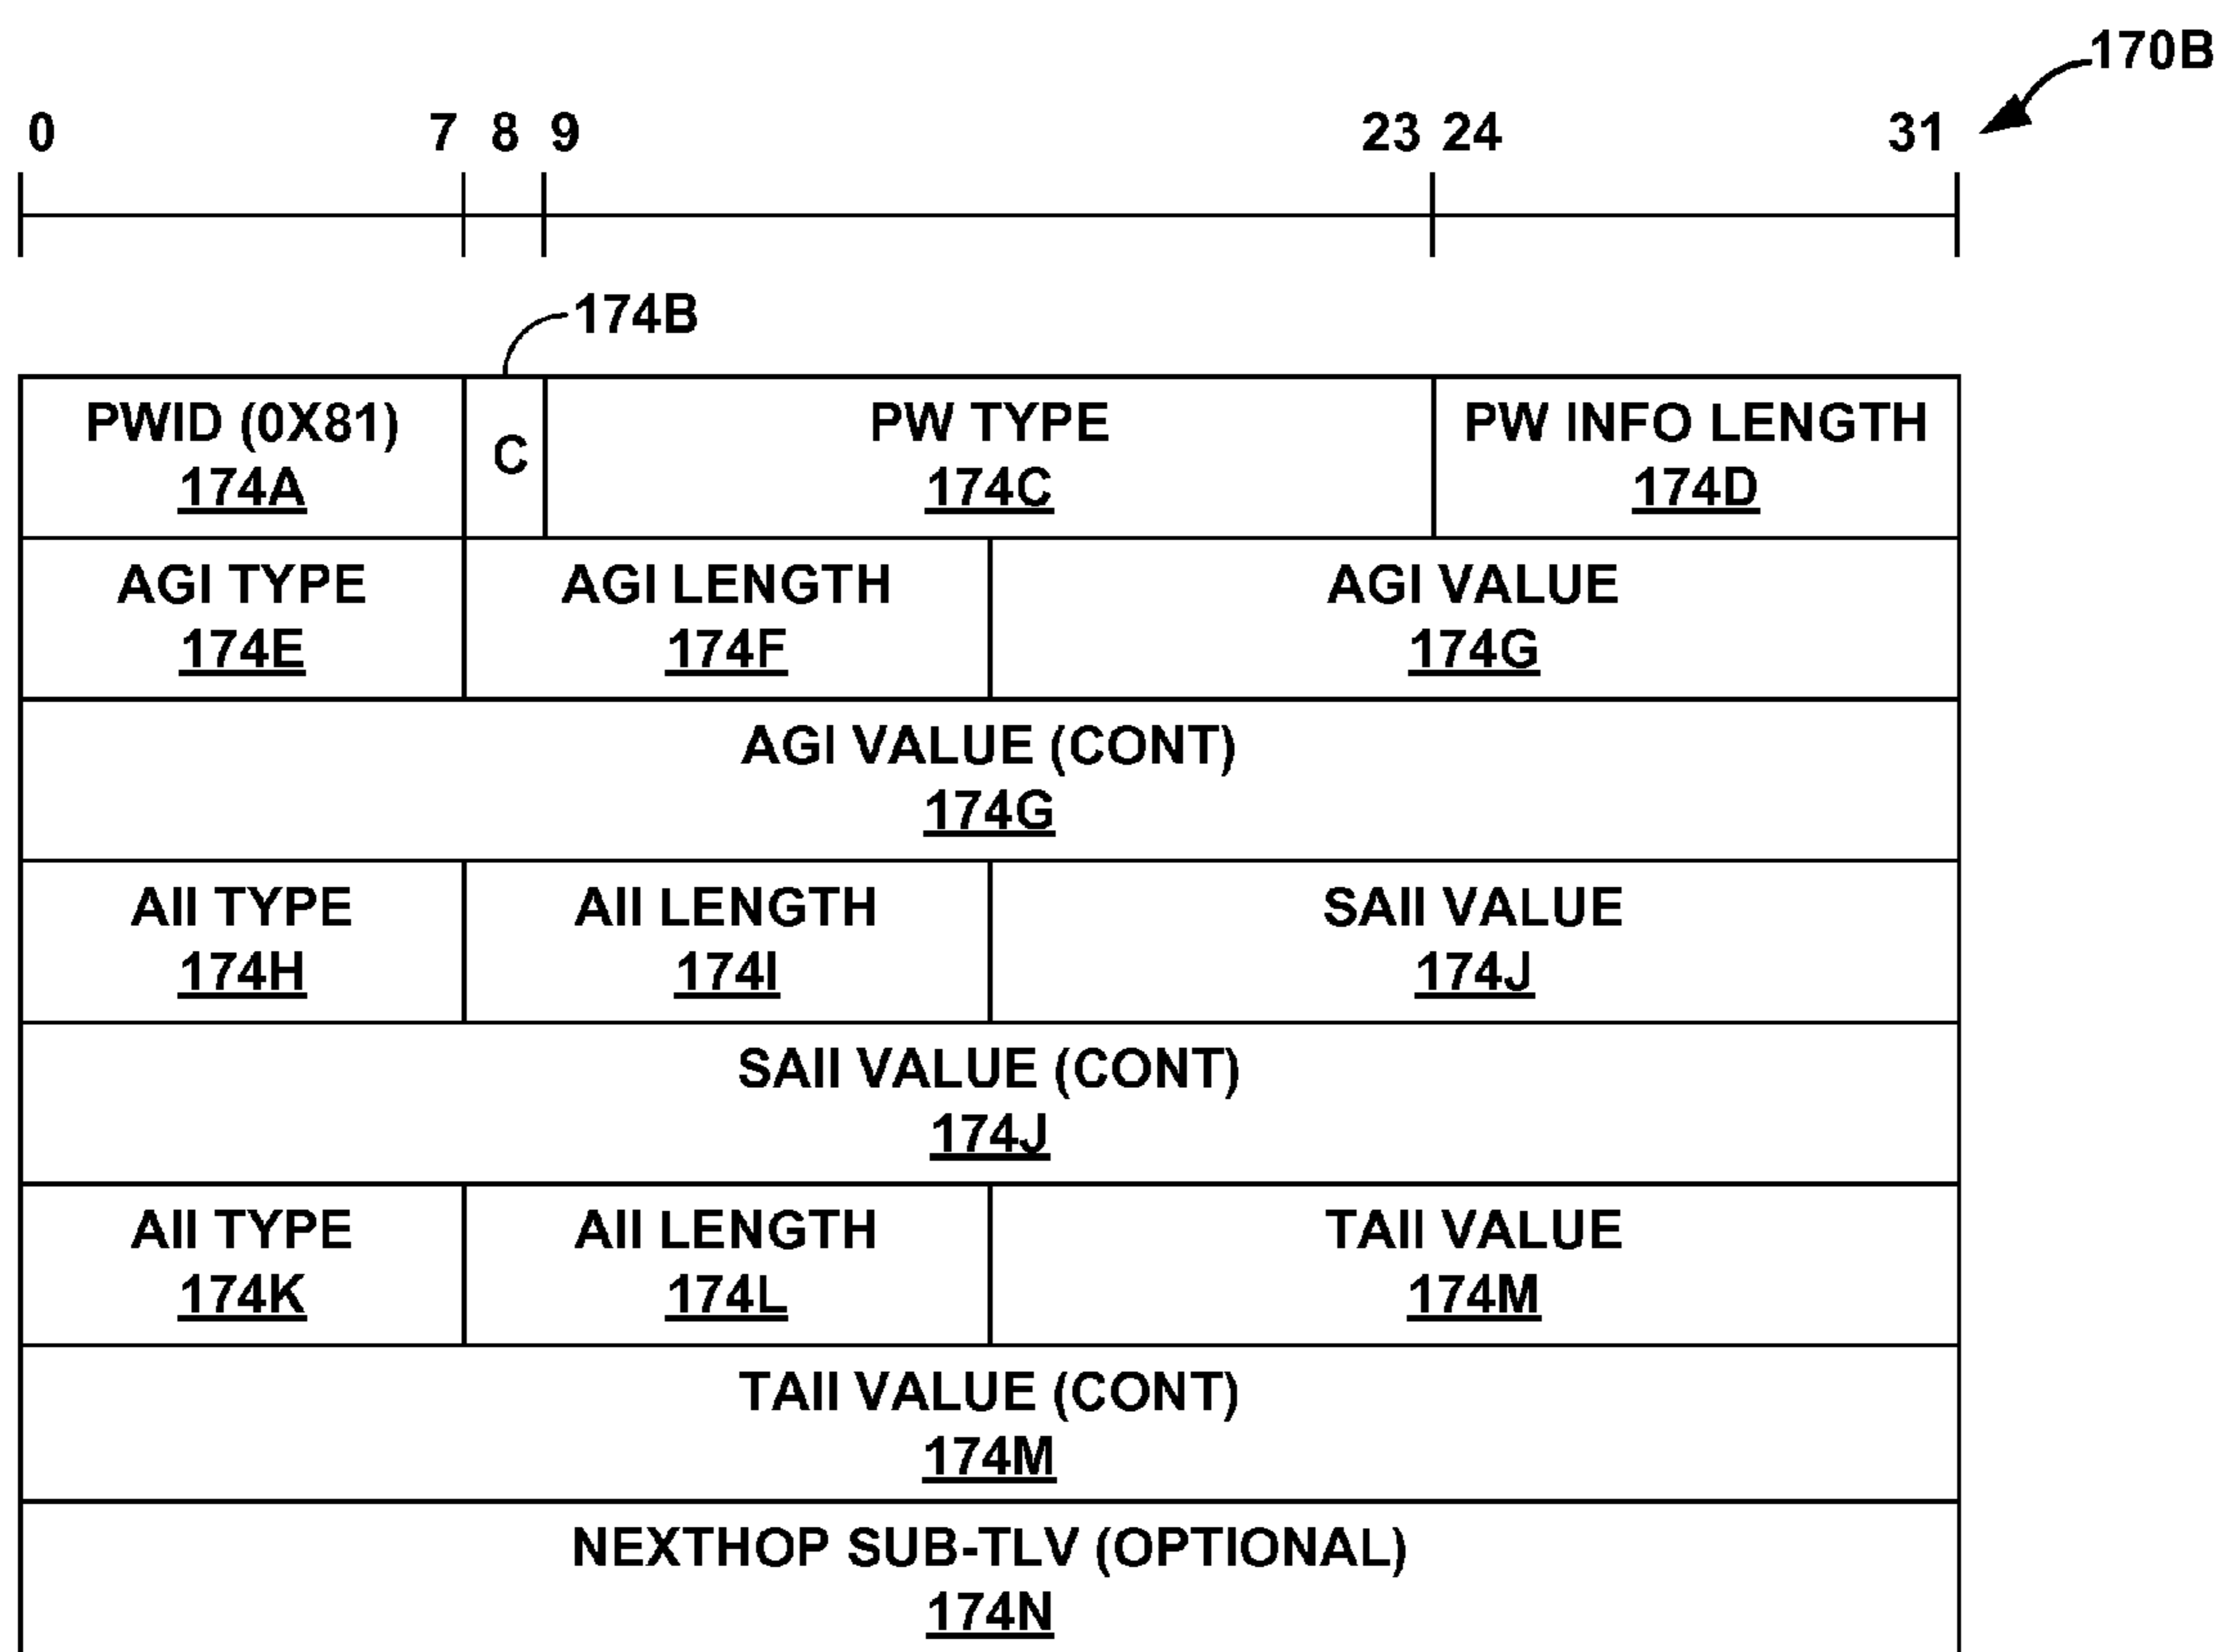 170B
0 7 8 9 23 24 31
174B
PWID (0X81) C PW TYPE PW INFO LENGTH
174A 174C 174D
AGI TYPE AGI LENGTH AGI VALUE
174E 174F 174G
AGI VALUE (CONT)
174G
AII TYPE AII LENGTH SAII VALUE
174H 174I 174J
SAII VALUE (CONT)
174J
AII TYPE AII LENGTH TAII VALUE
174K 174L 174M
TAII VALUE (CONT)
174M
NEXTHOP SUB-TLV (OPTIONAL)
174N